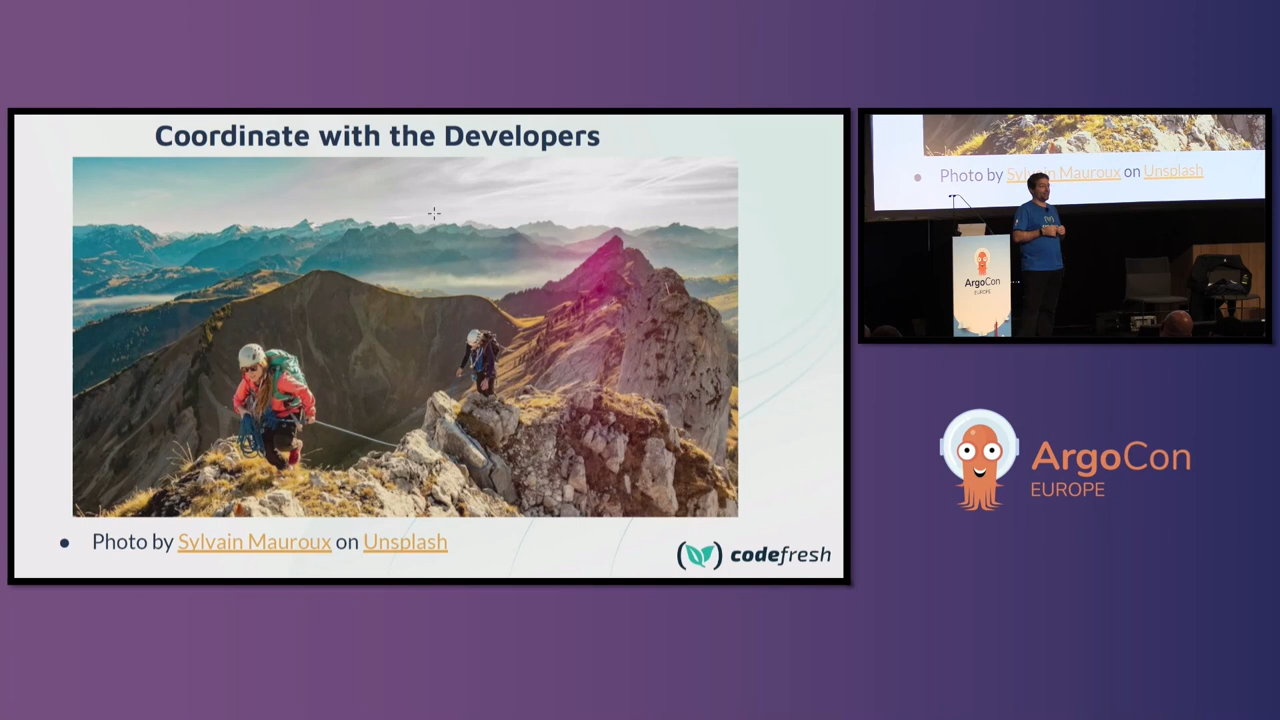 Coordinate with the Developers
● Photo by Sylvain Mauroux on Unsplash
codefresh
● Photo by Sylvain Mauroux on Unsplash
ArgoCon
EUROPE
ArgoCon
EUROPE